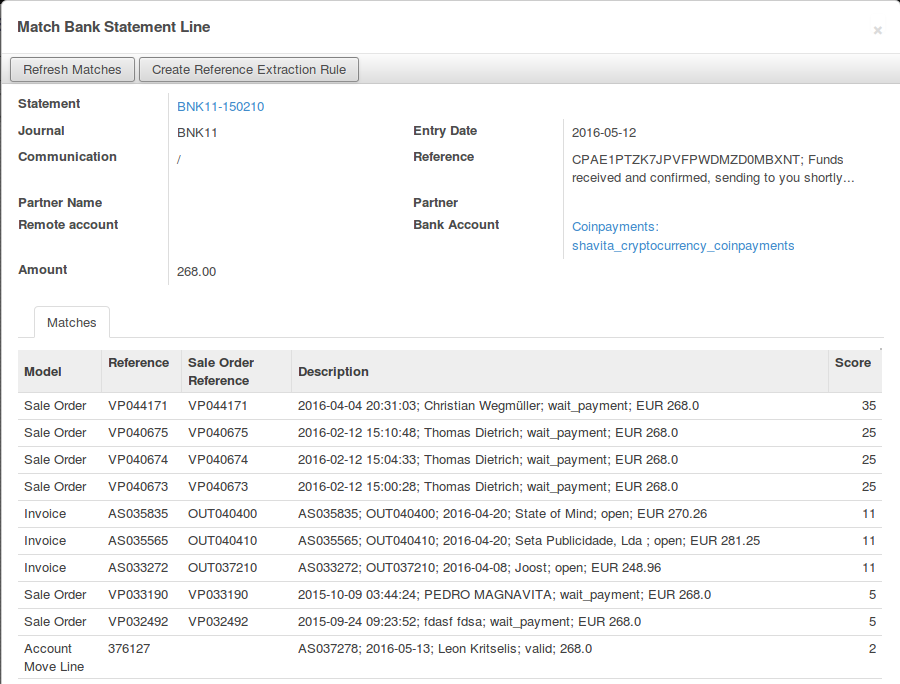 Match Bank Statement Line
×
Refresh Matches Create Reference Extraction Rule
Statement BNK11-150210
Journal BNK11 Entry Date 2016-05-12
Communication / Reference CPAE1PTZK7JPVFPWDMZD0MBXNT; Funds
received and confirmed, sending to you shortly...
Partner Name Partner
Remote account Bank Account Coinpayments:
shavita_cryptocurrency_coinpayments
Amount 268.00
Matches
Model Reference Sale Order Reference Description Score
Sale Order VP044171 VP044171 2016-04-04 20:31:03; Christian Wegmüller; wait_payment; EUR 268.0 35
Sale Order VP040675 VP040675 2016-02-12 15:10:48; Thomas Dietrich; wait_payment; EUR 268.0 25
Sale Order VP040674 VP040674 2016-02-12 15:04:33; Thomas Dietrich; wait_payment; EUR 268.0 25
Sale Order VP040673 VP040673 2016-02-12 15:00:28; Thomas Dietrich; wait_payment; EUR 268.0 25
Invoice AS035835 OUT040400 AS035835; OUT040400; 2016-04-20; State of Mind; open; EUR 270.26 11
Invoice AS035565 OUT040410 AS035565; OUT040410; 2016-04-20; Seta Publicidade, Lda ; open; EUR 281.25 11
Invoice AS033272 OUT037210 AS033272; OUT037210; 2016-04-08; Joost; open; EUR 248.96 11
Sale Order VP033190 VP033190 2015-10-09 03:44:24; PEDRO MAGNAVITA; wait_payment; EUR 268.0 5
Sale Order VP032492 VP032492 2015-09-24 09:23:52; fdasf fdsa; wait_payment; EUR 268.0 5
Account Move Line 376127 AS037278; 2016-05-13; Leon Kritselis; valid; 268.0 2